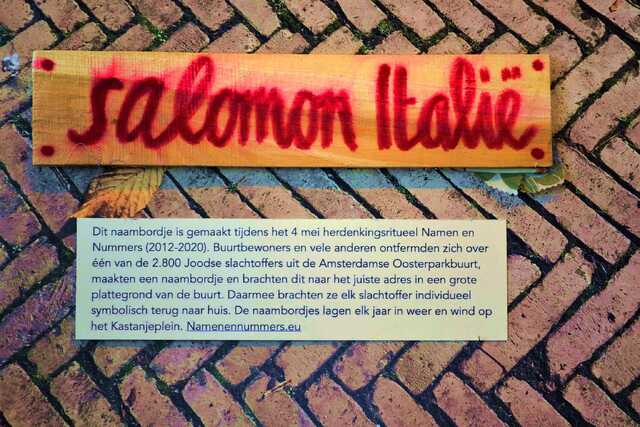 salomon Italië
Dit naambordje is gemaakt tijdens het 4 mei herdenkingsritueel Namen en
Nummers (2012-2020). Buurtbewoners en vele anderen ontfermden zich over
één van de 2.800 Joodse slachtoffers uit de Amsterdamse Oosterparkbuurt,
maakten een naambordje en brachten dit naar het juiste adres in een grote
plattegrond van de buurt. Daarmee brachten ze elk slachtoffer individueel
symbolisch terug naar huis. De naambordjes lagen elk jaar in weer en wind op
het Kastanjeplein. Namenennummers.eu